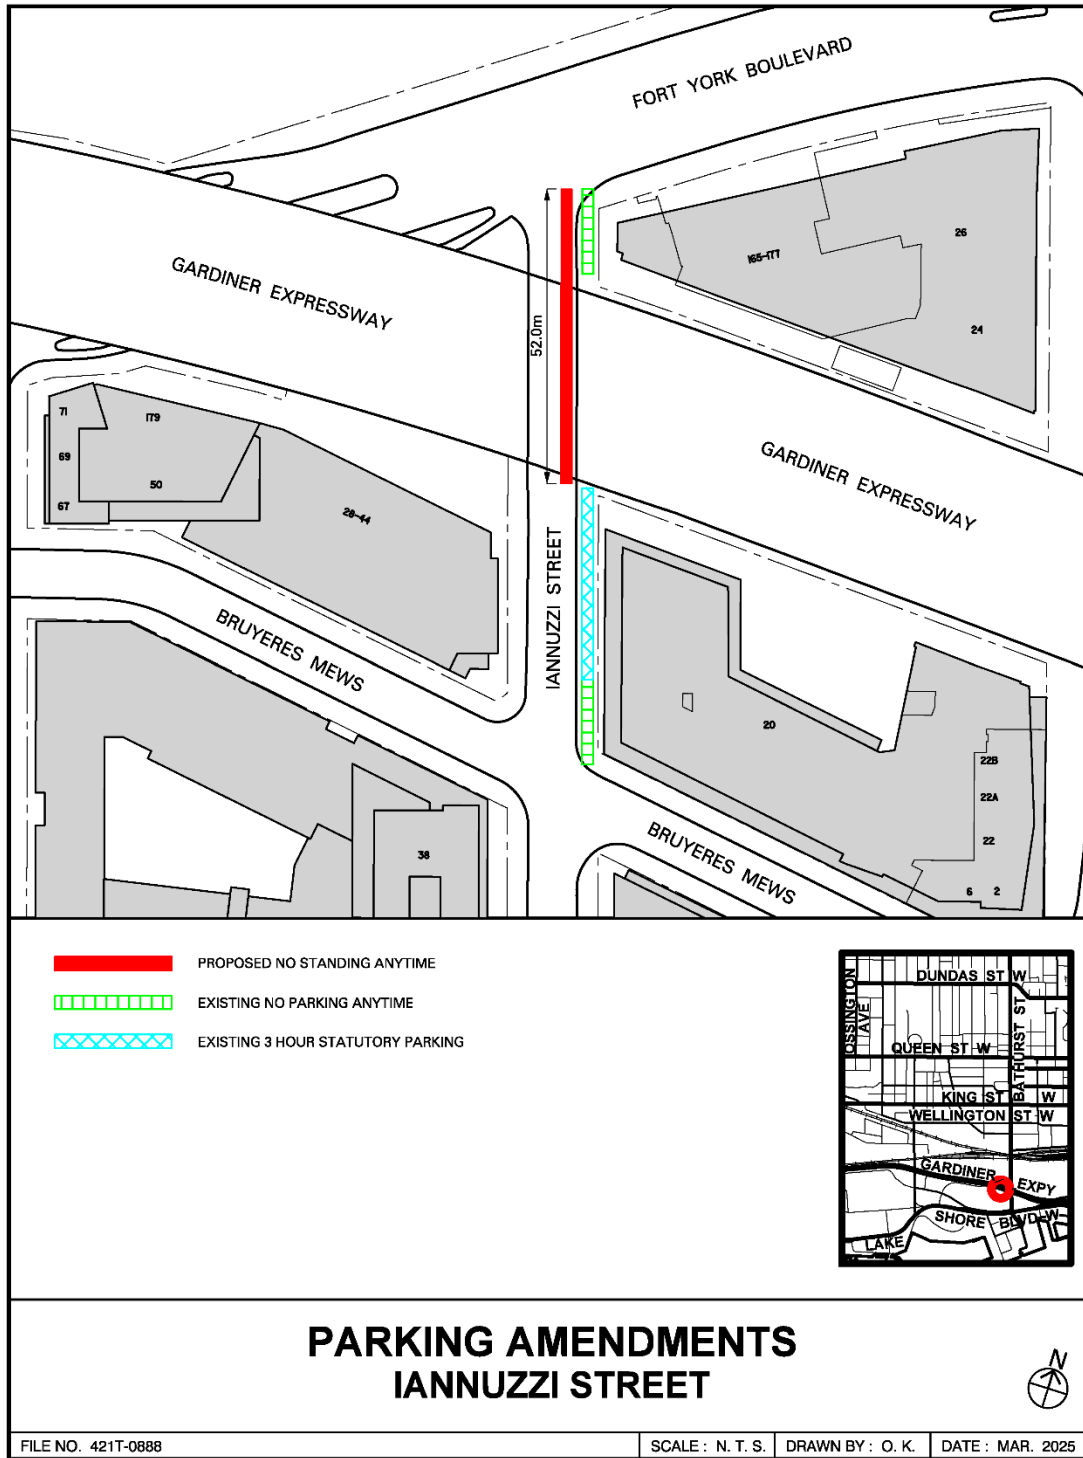 FORT YORK BOULEVARD
GARDINER EXPRESSWAY
52.0m
165-177
26
24
GARDINER EXPRESSWAY
71
179
69
50
67
28-44
IANNUZZI STREET
BRUYERES MEWS
20
22B
22A
22
6 2
BRUYERES MEWS
38
PROPOSED NO STANDING ANYTIME
EXISTING NO PARKING ANYTIME
EXISTING 3 HOUR STATUTORY PARKING
DUNDAS ST W
OSSINGTON AVE
BATHURST ST
QUEEN ST W
KING ST W
WELLINGTON ST W
GARDINER EXPY
LAKE SHORE BLVD W
PARKING AMENDMENTS
IANNUZZI STREET
N
FILE NO. 421T-0888
SCALE : N. T. S.
DRAWN BY : O. K.
DATE : MAR. 2025